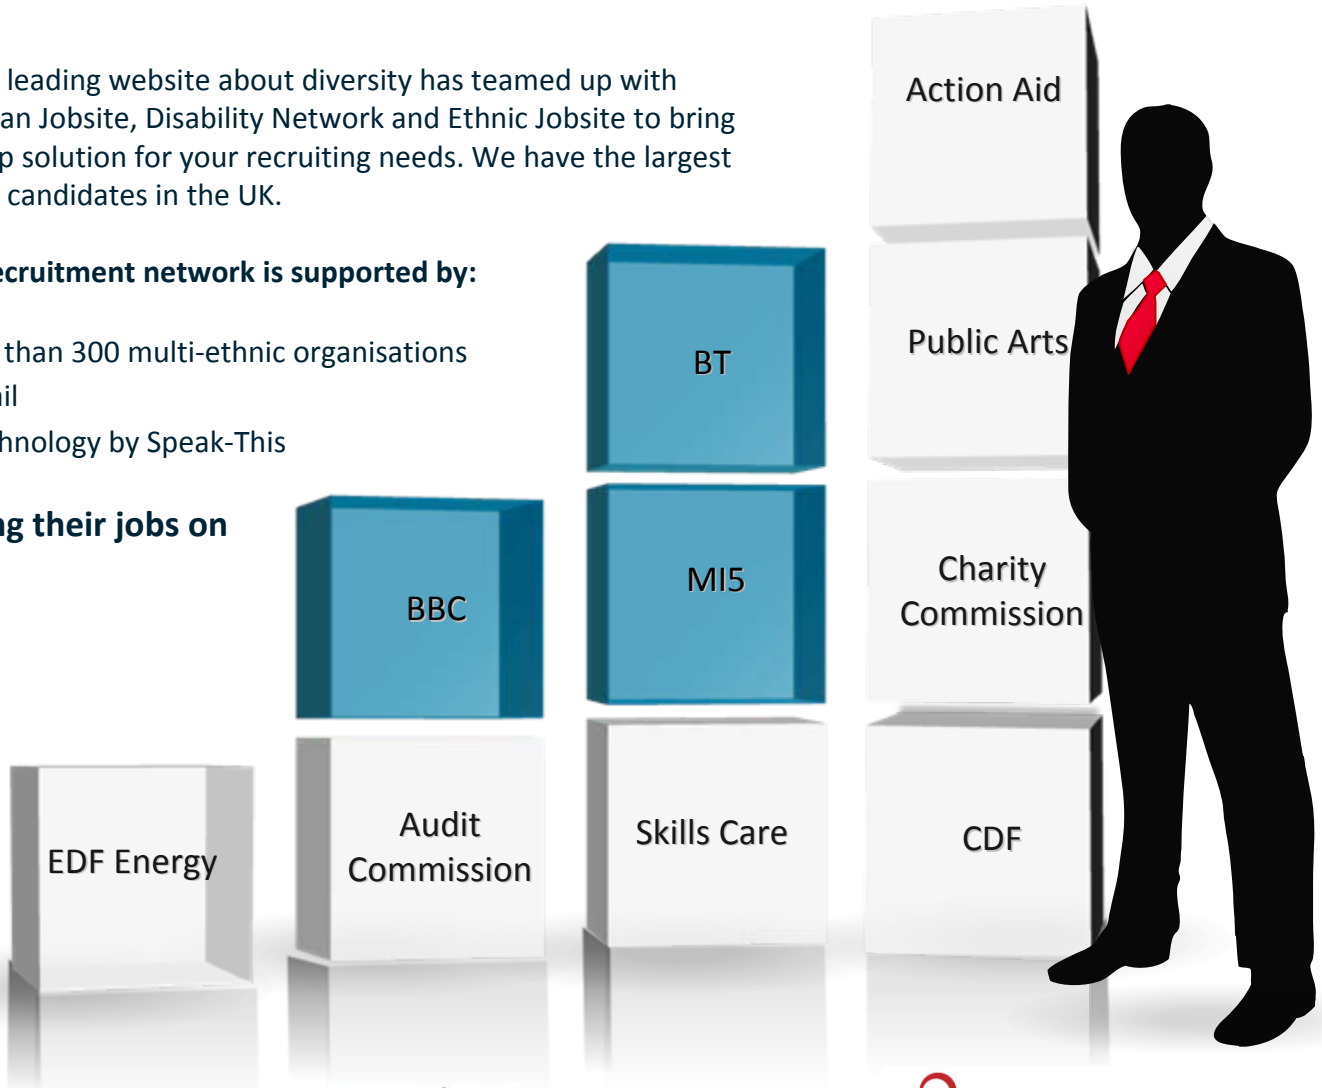 leading website about diversity has teamed up with
an Jobsite, Disability Network and Ethnic Jobsite to bring
p solution for your recruiting needs. We have the largest
candidates in the UK.
ecruitment network is supported by:
than 300 multi-ethnic organisations
il
hnology by Speak-This
ng their jobs on
Action Aid
Public Arts
BT
MI5
Charity
Commission
BBC
EDF Energy
Audit
Commission
Skills Care
CDF